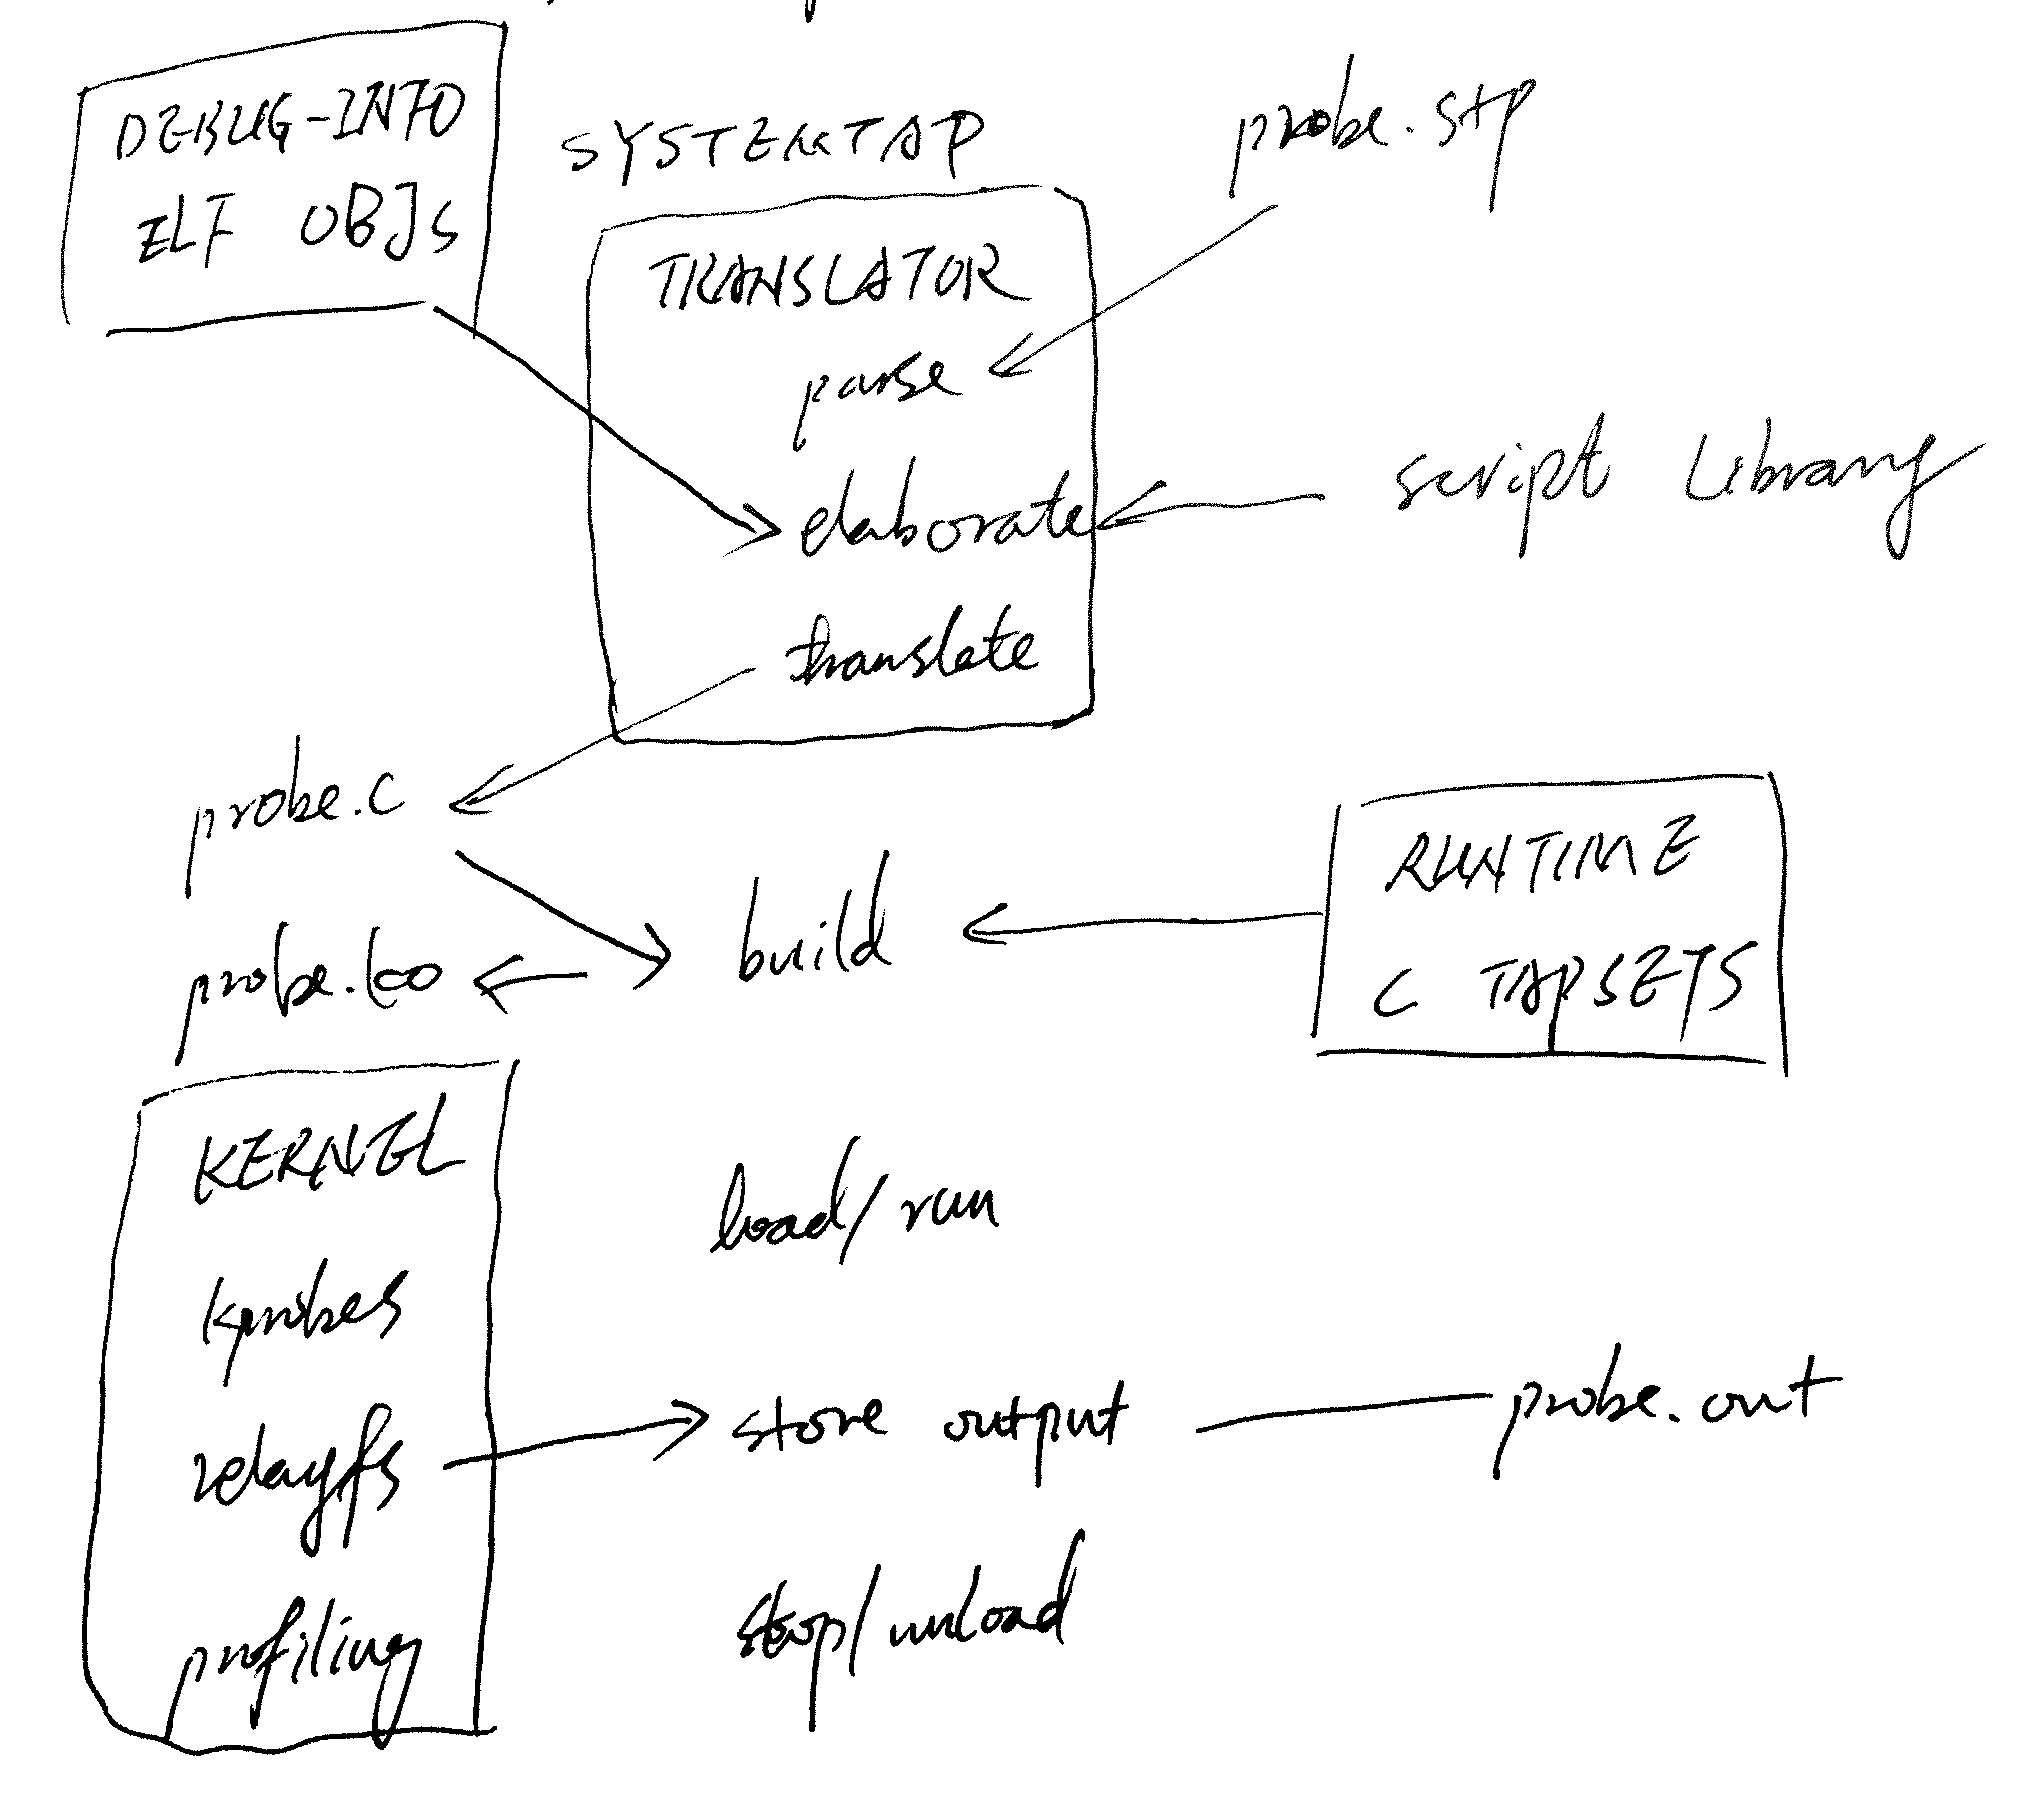 DEBUG-INFO
ELF OBJs
SYSTEMTAP
probe.stp
TRANSLATOR
parse
elaborate
script library
translate
probe.c
build
RUNTIME
C TAPSETS
probe.ko
KERNEL
load/run
kprobes
relayfs
store output
probe.out
profiling
stop/unload